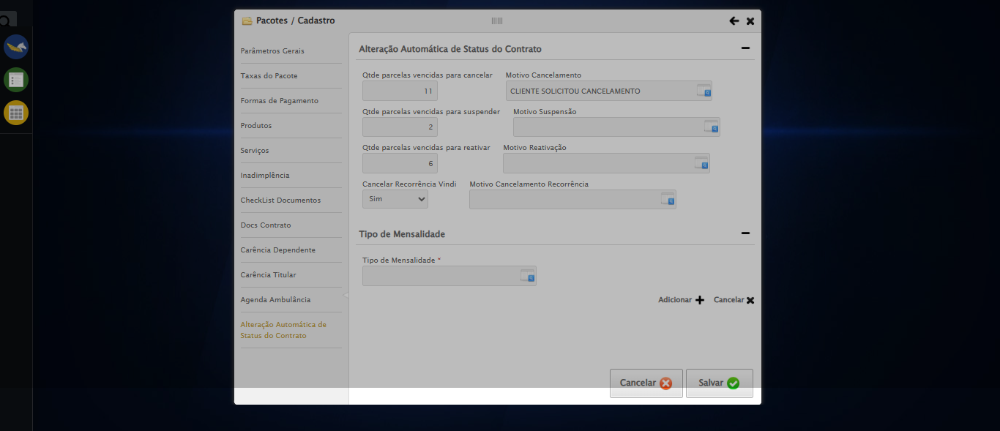 Pacotes / Cadastro
Parâmetros Gerais
Taxas do Pacote
Formas de Pagamento
Produtos
Serviços
Inadimplência
CheckList Documentos
Docs Contrato
Carência Dependente
Carência Titular
Agenda Ambulância
Alteração Automática de
Status do Contrato
Alteração Automática de Status do Contrato
Qtde parcelas vencidas para cancelar Motivo Cancelamento
11 CLIENTE SOLICITOU CANCELAMENTO
Qtde parcelas vencidas para suspender Motivo Suspensão
2
Qtde parcelas vencidas para reativar Motivo Reativação
6
Cancelar Recorrência Vindi Motivo Cancelamento Recorrência
Sim
Tipo de Mensalidade
Tipo de Mensalidade *
Adicionar Cancelar
Cancelar Salvar